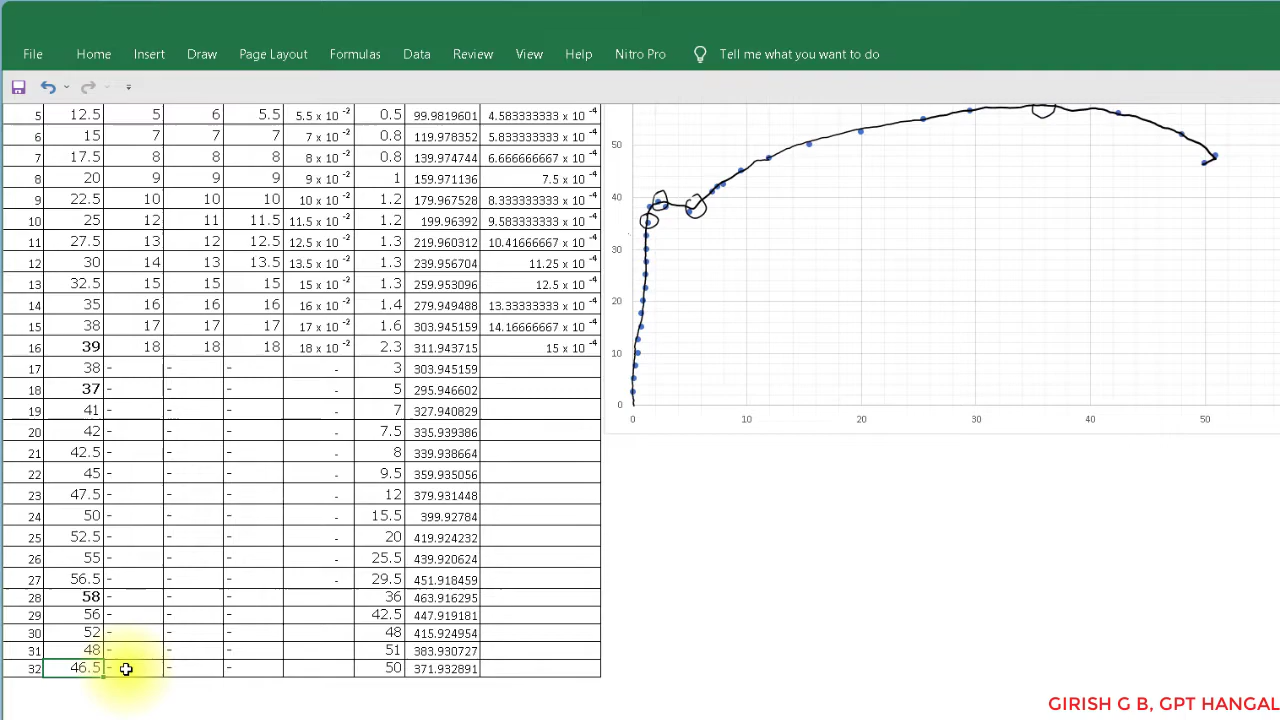 File Home Insert Draw Page Layout Formulas Data Review View Help Nitro Pro Tell me what you want to do
5 12.5 5 6 5.5 5.5 x 10 -2 0.5 99.9819601 4.583333333 x 10 -4
6 15 7 7 7 7 x 10 -2 0.8 119.978352 5.833333333 x 10 -4
7 17.5 8 8 8 8 x 10 -2 0.8 139.974744 6.666666667 x 10 -4
8 20 9 9 9 9 x 10 -2 1 159.971136 7.5 x 10 -4
9 22.5 10 10 10 10 x 10 -2 1.2 179.967528 8.333333333 x 10 -4
10 25 12 11 11.5 11.5 x 10 -2 1.2 199.96392 9.583333333 x 10 -4
11 27.5 13 12 12.5 12.5 x 10 -2 1.3 219.960312 10.41666667 x 10 -4
12 30 14 13 13.5 13.5 x 10 -2 1.3 239.956704 11.25 x 10 -4
13 32.5 15 15 15 15 x 10 -2 1.3 259.953096 12.5 x 10 -4
14 35 16 16 16 16 x 10 -2 1.4 279.949488 13.33333333 x 10 -4
15 38 17 17 17 17 x 10 -2 1.6 303.945159 14.16666667 x 10 -4
16 39 18 18 18 18 x 10 -2 2.3 311.943715 15 x 10 -4
17 38 - - - - 3 303.945159
18 37 - - - - 5 295.946602
19 41 - - - - 7 327.940829
20 42 - - - - 7.5 335.939386
21 42.5 - - - - 8 339.938664
22 45 - - - - 9.5 359.935056
23 47.5 - - - - 12 379.931448
24 50 - - - - 15.5 399.92784
25 52.5 - - - - 20 419.924232
26 55 - - - - 25.5 439.920624
27 56.5 - - - - 29.5 451.918459
28 58 - - - 36 463.916295
29 56 - - - 42.5 447.919181
30 52 - - - 48 415.924954
31 48 - - - 51 383.930727
32 46.5 - - - 50 371.932891
50
40
30
20
10
0
0 10 20 30 40 50
GIRISH G B, GPT HANGAL